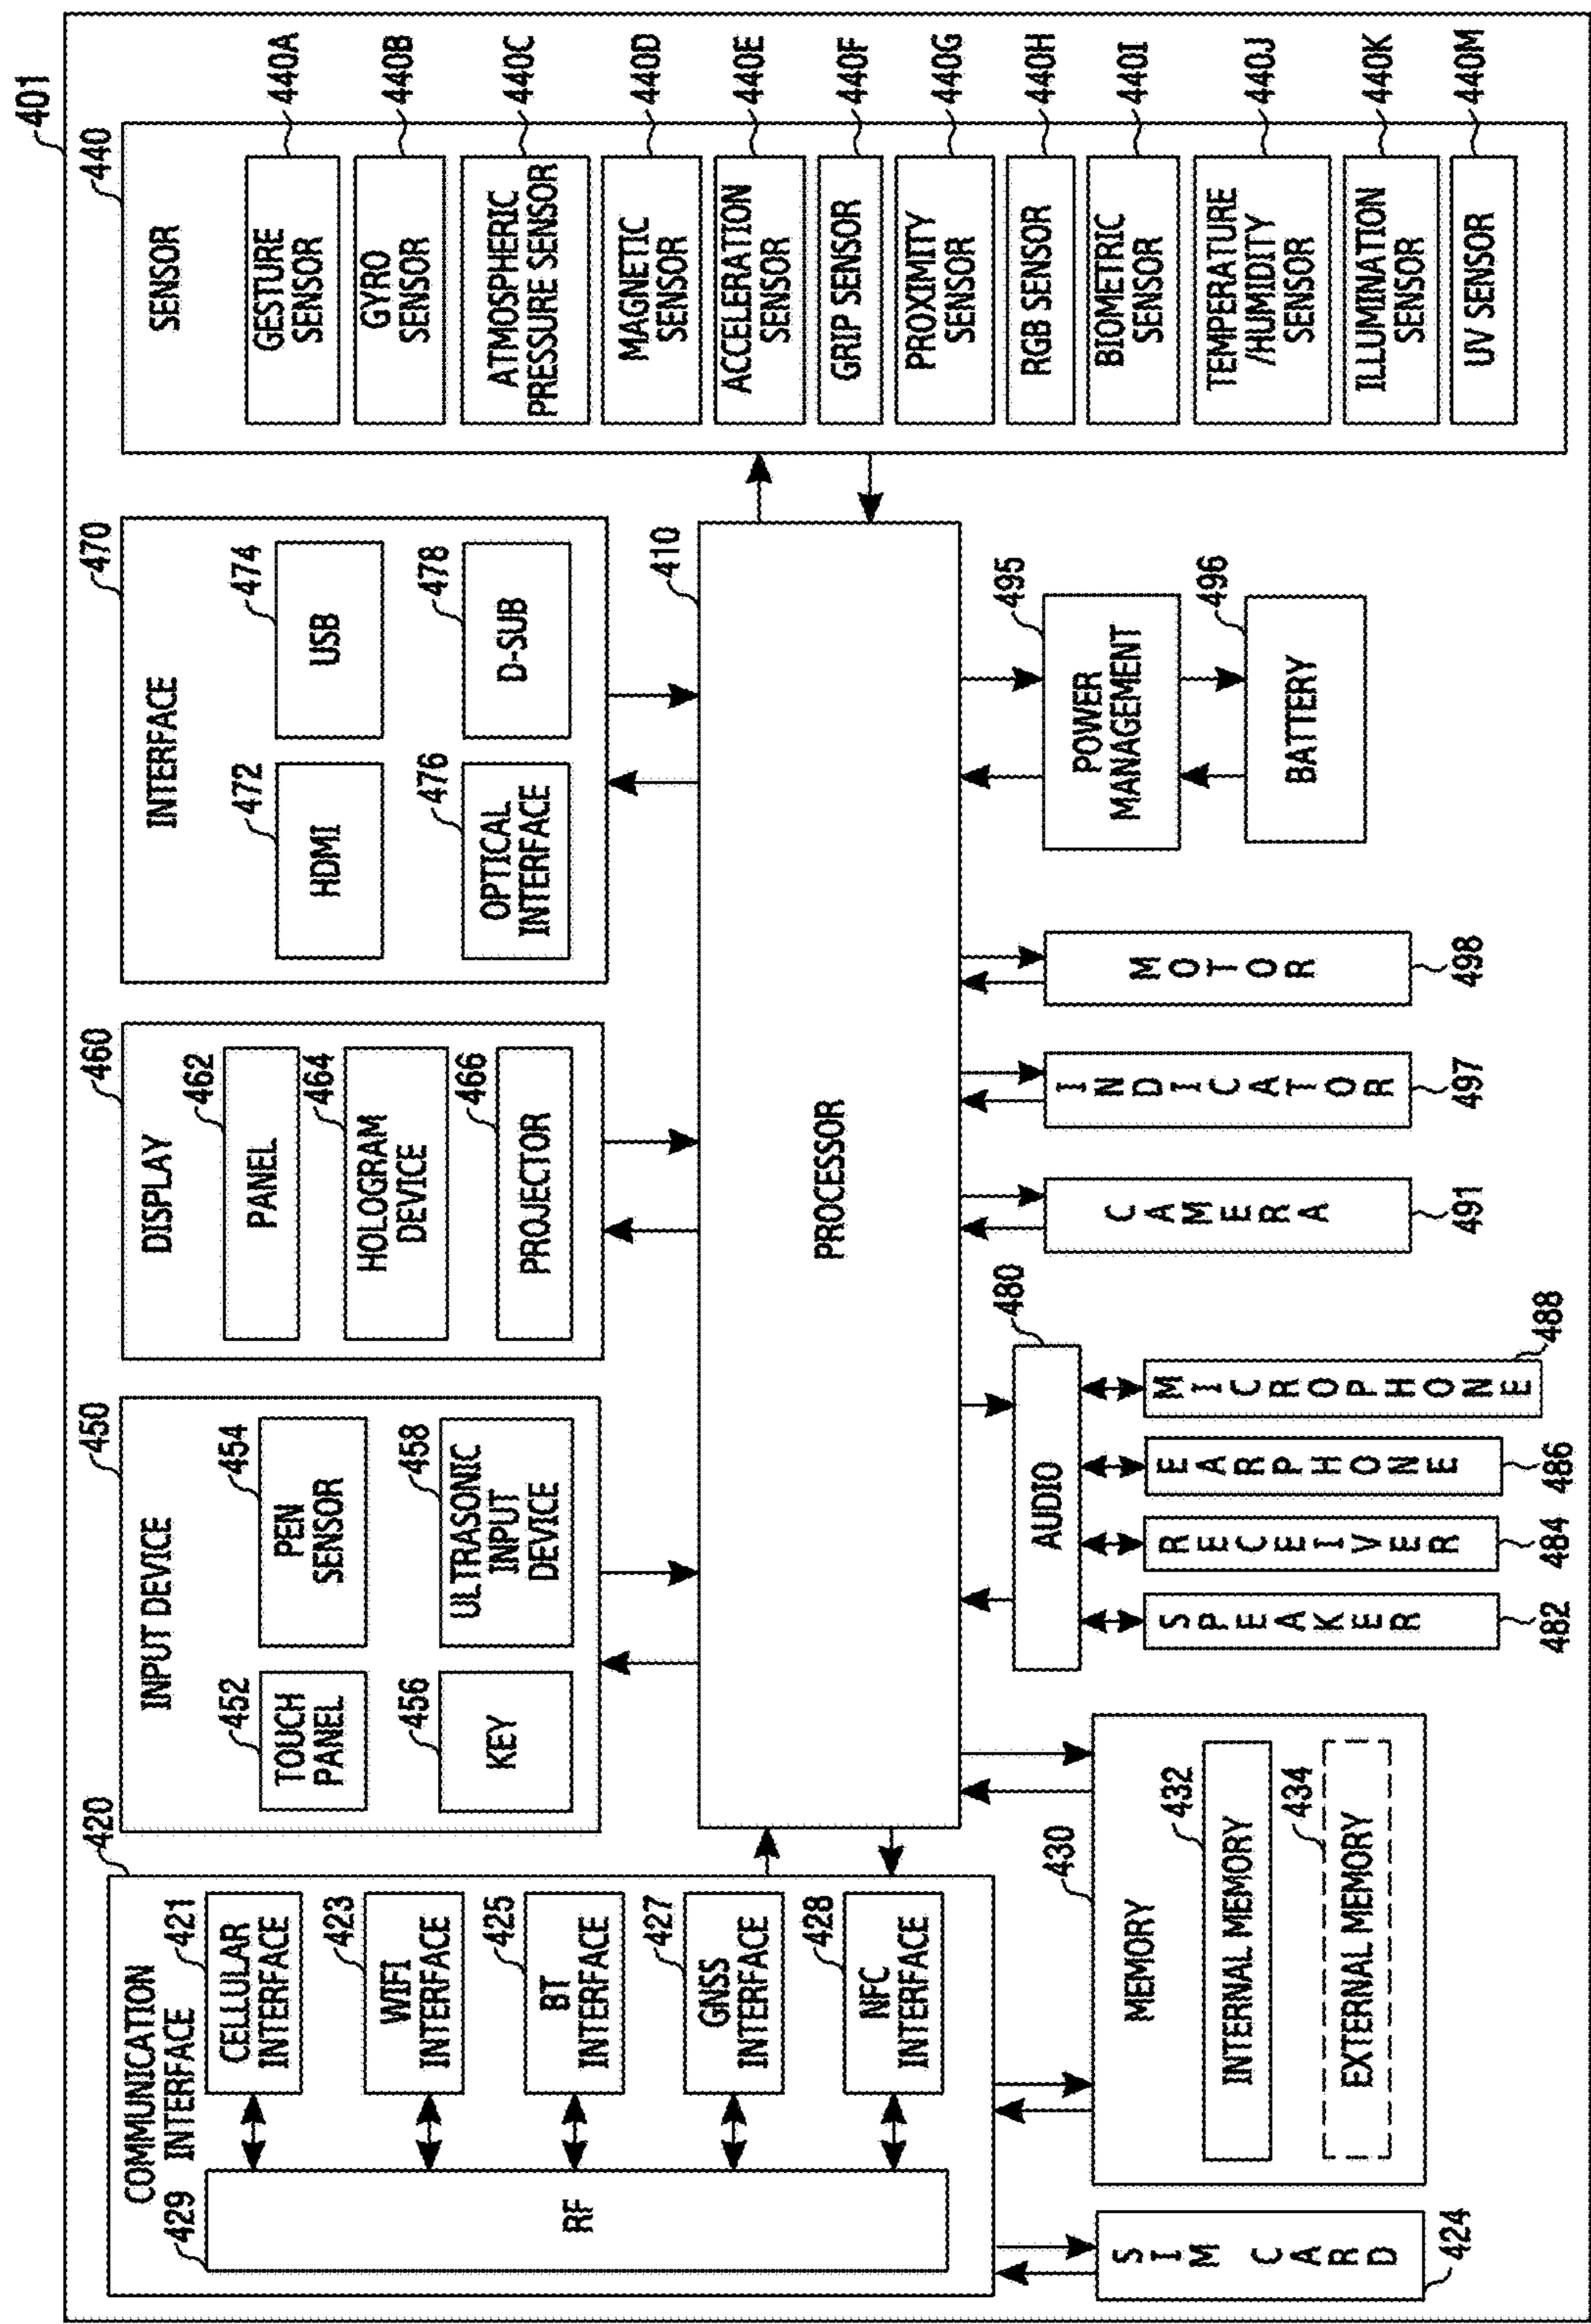 401
420
COMMUNICATION
INTERFACE
429
RF
421
CELLULAR
INTERFACE
423
WIFI
INTERFACE
425
BT
INTERFACE
427
GNSS
INTERFACE
428
NFC
INTERFACE
450
INPUT DEVICE
452
TOUCH
PANEL
454
PEN
SENSOR
456
KEY
458
ULTRASONIC
INPUT
DEVICE
460
DISPLAY
462
PANEL
464
HOLOGRAM
DEVICE
466
PROJECTOR
470
INTERFACE
472
HDMI
474
USB
476
OPTICAL
INTERFACE
478
D-SUB
440
SENSOR
GESTURE
SENSOR
440A
GYRO
SENSOR
440B
ATMOSPHERIC
PRESSURE SENSOR
440C
MAGNETIC
SENSOR
440D
ACCELERATION
SENSOR
440E
GRIP SENSOR
440F
PROXIMITY
SENSOR
440G
RGB SENSOR
440H
BIOMETRIC
SENSOR
440I
TEMPERATURE
/HUMIDITY
SENSOR
440J
ILLUMINATION
SENSOR
440K
UV SENSOR
440M
410
PROCESSOR
SIM CARD
424
430
MEMORY
432
INTERNAL MEMORY
434
EXTERNAL MEMORY
480
AUDIO
SPEAKER
482
RECEIVER
484
EARPHONE
486
MICROPHONE
488
CAMERA
491
INDICATOR
497
MOTOR
498
495
POWER
MANAGEMENT
496
BATTERY